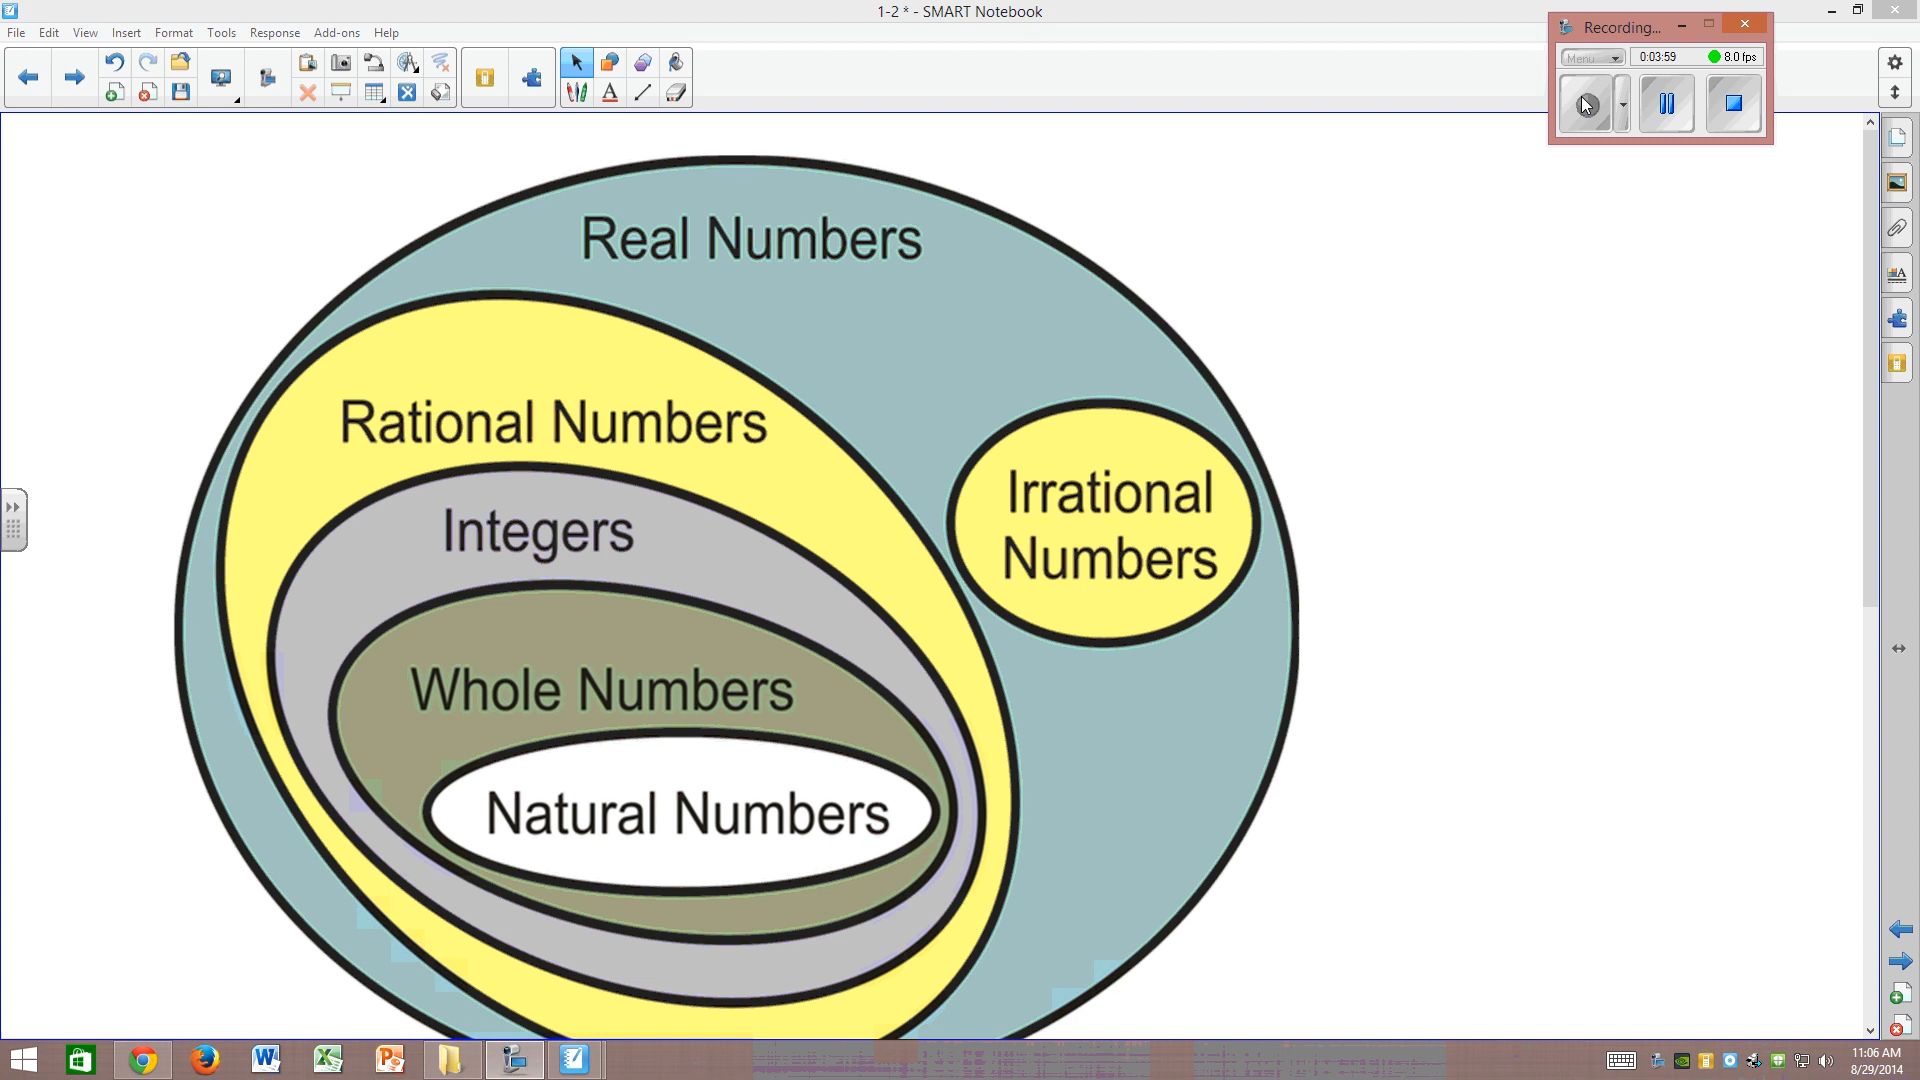 1-2 * - SMART Notebook
File Edit View Insert Format Tools Response Add-ons Help
Recording...
Menu 0:03:59 8.0 fps
Real Numbers
Rational Numbers
Irrational
Numbers
Integers
Whole Numbers
Natural Numbers
11:06 AM
8/29/2014